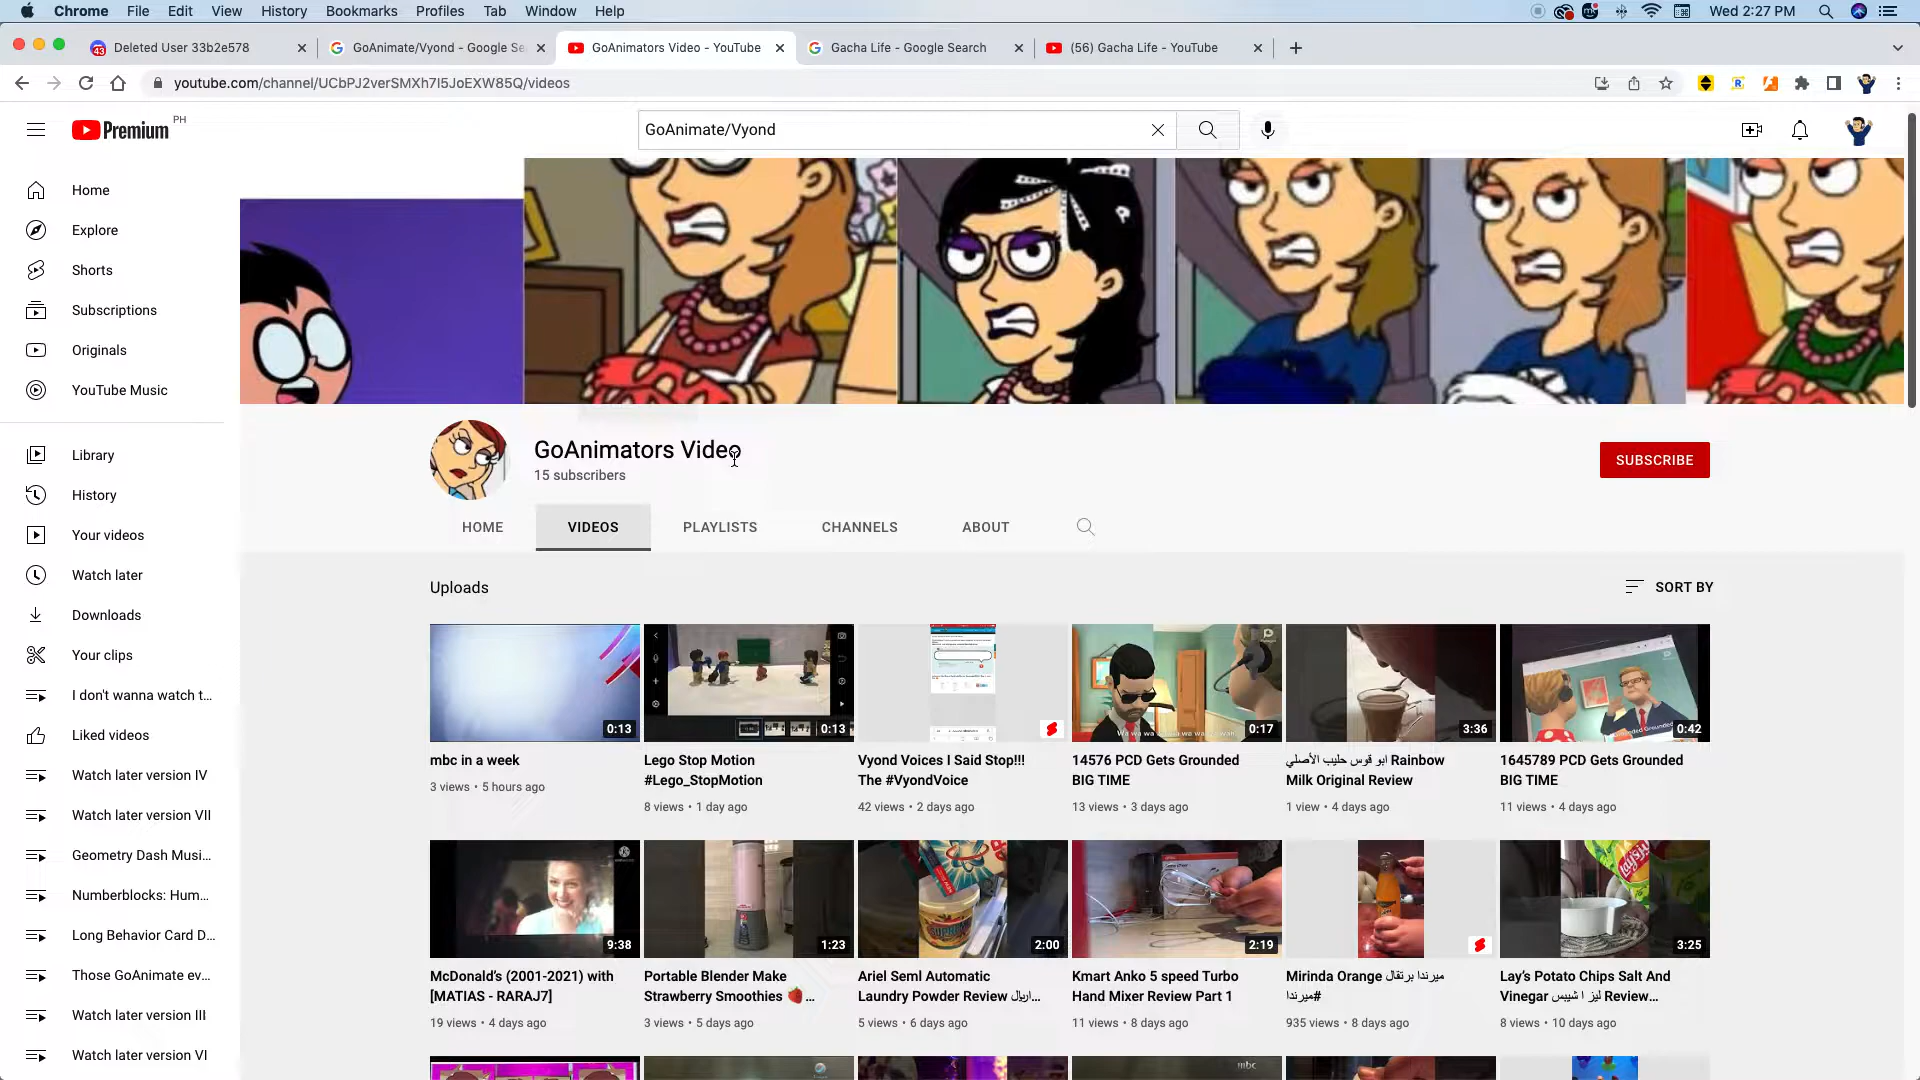 Chrome File Edit View History Bookmarks Profiles Tab Window Help Wed 2:27 PM
43 Deleted User 33b2e578 GoAnimate/Vyond - Google Se GoAnimators Video - YouTube Gacha Life - Google Search (56) Gacha Life - YouTube
youtube.com/channel/UCbPJ2verSMXh7I5JoEXW85Q/videos
Premium PH
GoAnimate/Vyond
Home
Explore
Shorts
Subscriptions
Originals
YouTube Music
Library
History
Your videos
Watch later
Downloads
Your clips
I don't wanna watch t...
Liked videos
Watch later version IV
Watch later version VII
Geometry Dash Musi...
Numberblocks: Hum...
Long Behavior Card D...
Those GoAnimate ev...
Watch later version III
Watch later version VI
GoAnimators Video
15 subscribers
SUBSCRIBE
HOME VIDEOS PLAYLISTS CHANNELS ABOUT
Uploads
SORT BY
0:13
mbc in a week
3 views • 5 hours ago
0:13
Lego Stop Motion
#Lego_StopMotion
8 views • 1 day ago
Vyond Voices I Said Stop!!!
The #VyondVoice
42 views • 2 days ago
0:17
14576 PCD Gets Grounded
BIG TIME
13 views • 3 days ago
3:36
ابو قوس حليب الأصلي Rainbow
Milk Original Review
1 view • 4 days ago
Grounded
0:42
1645789 PCD Gets Grounded
BIG TIME
11 views • 4 days ago
9:38
McDonald's (2001-2021) with
[MATIAS - RARAJ7]
19 views • 4 days ago
1:23
Portable Blender Make
Strawberry Smoothies 🍓...
3 views • 5 days ago
2:00
Ariel Seml Automatic
Laundry Powder Review اريال...
5 views • 6 days ago
2:19
Kmart Anko 5 speed Turbo
Hand Mixer Review Part 1
11 views • 8 days ago
Mirinda Orange ميرندا برتقال
#ميرندا
935 views • 8 days ago
3:25
Lay's Potato Chips Salt And
Vinegar ليز ا شيبس Review...
8 views • 10 days ago
mbc